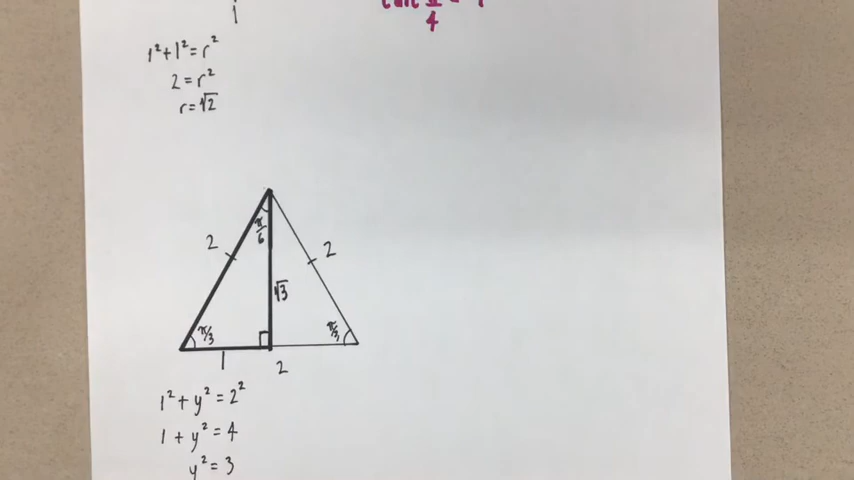 1
1² + 1² = r²
2 = r²
r = √2
π/6
2
2
√3
π/3
π/3
1
2
1² + y² = 2²
1 + y² = 4
y² = 3